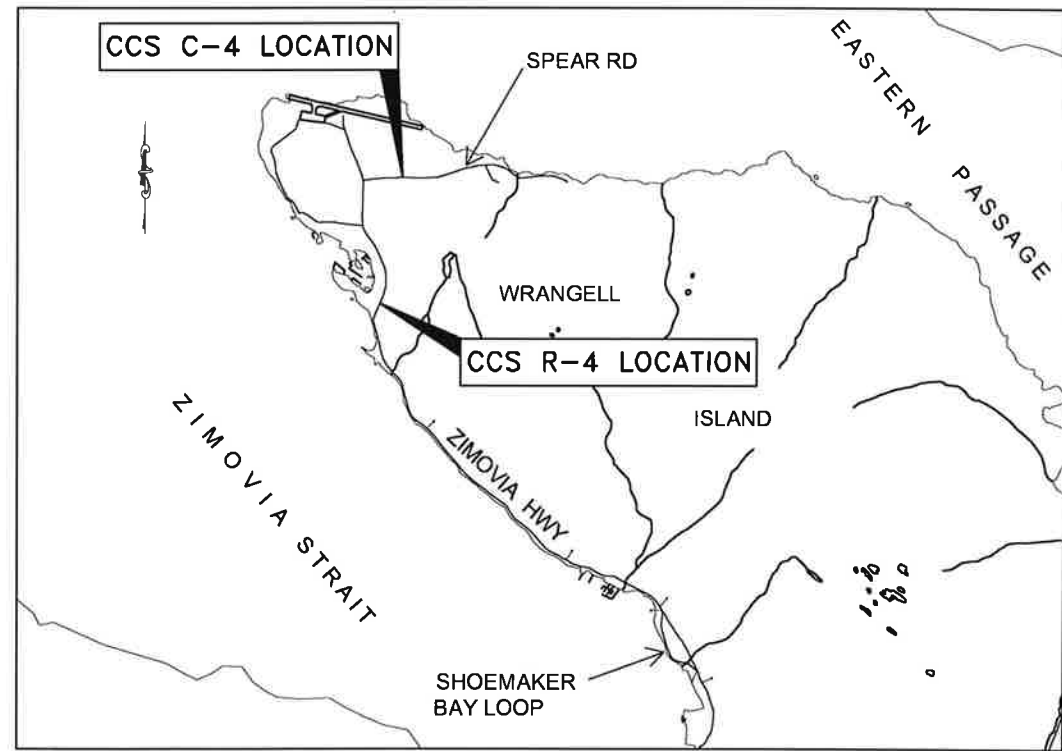 CCS C-4 LOCATION
SPEAR RD
EASTERN PASSAGE
WRANGELL
CCS R-4 LOCATION
ISLAND
ZIMOVIA HWY
ZIMOVIA STRAIT
SHOEMAKER
BAY LOOP